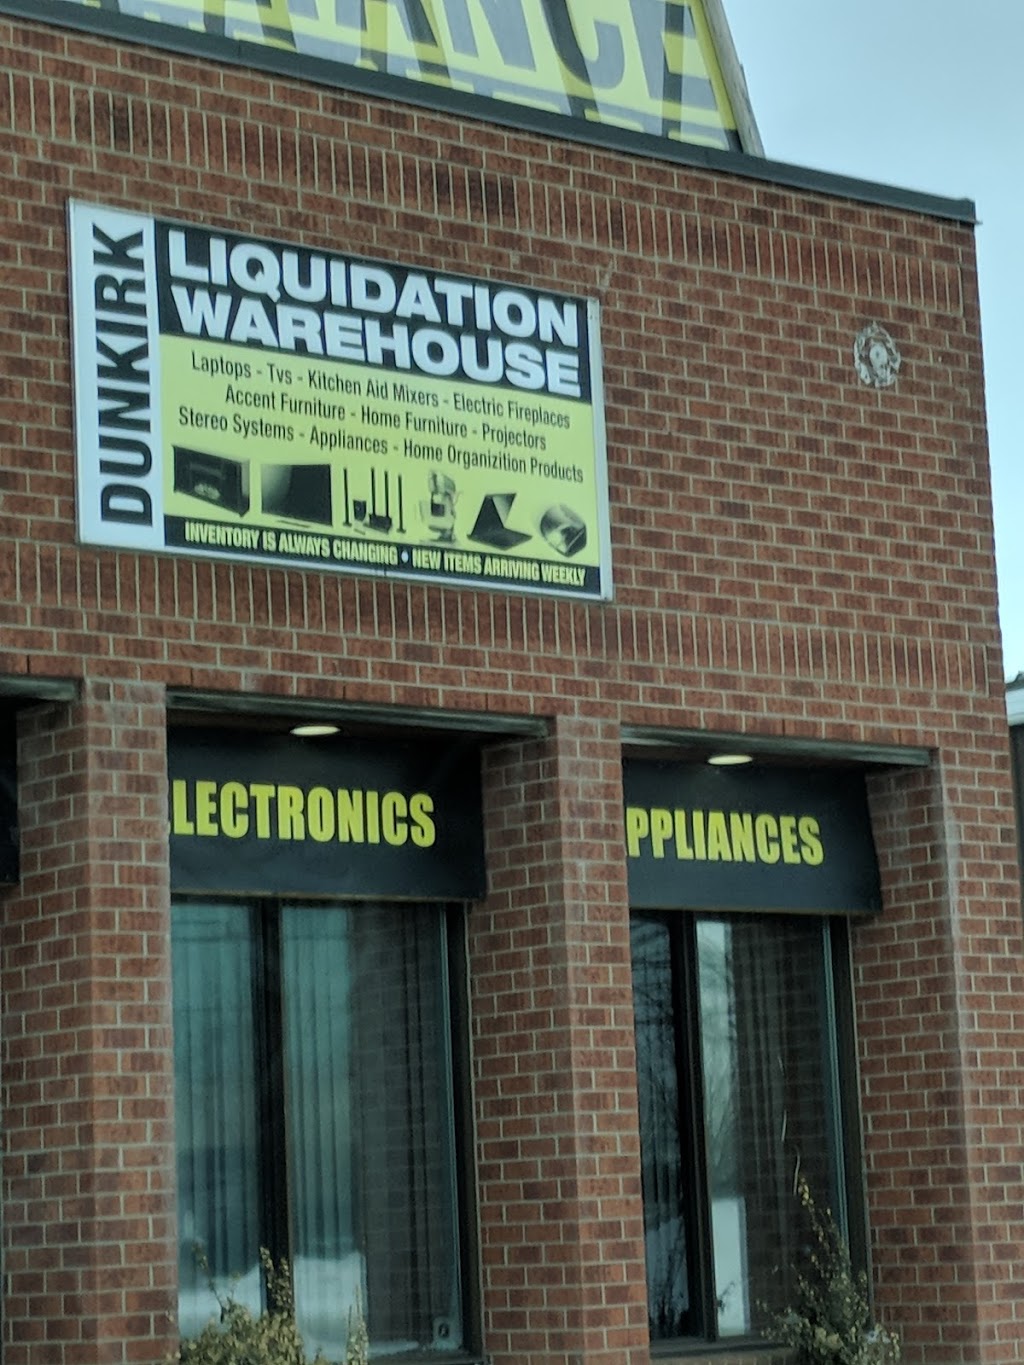 DUNKIRK
LIQUIDATION
WAREHOUSE
Laptops - Tvs - Kitchen Aid Mixers - Electric Fireplaces
Accent Furniture - Home Furniture - Projectors
Stereo Systems - Appliances - Home Organizition Products
INVENTORY IS ALWAYS CHANGING • NEW ITEMS ARRIVING WEEKLY
LECTRONICS
PPLIANCES